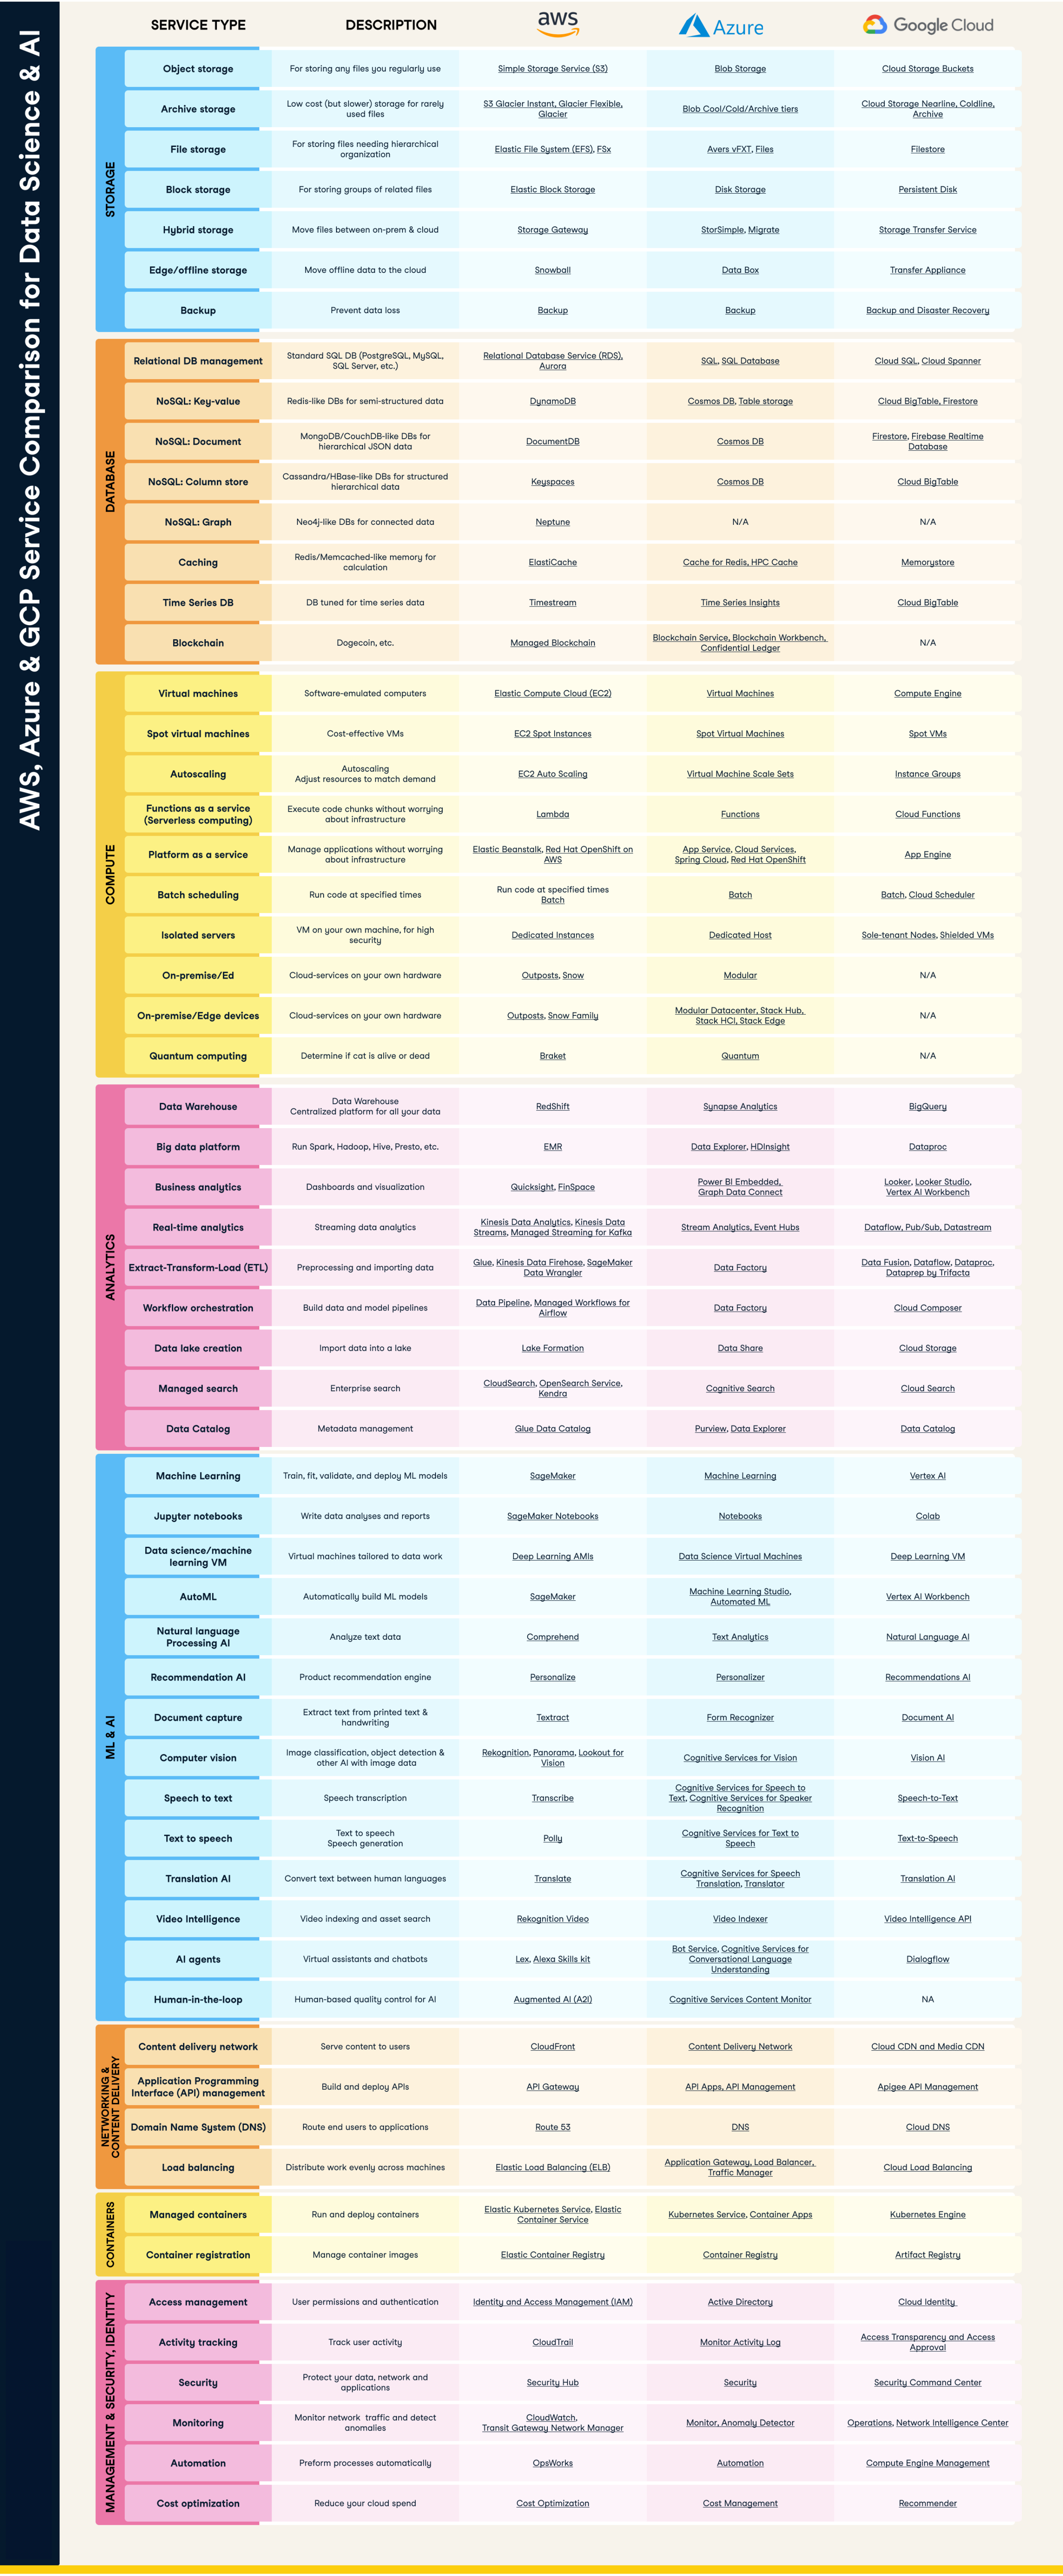 AWS, Azure & GCP Service Comparison for Data Science & AI
SERVICE TYPE DESCRIPTION aws Azure Google Cloud
STORAGE
Object storage For storing any files you regularly use Simple Storage Service (S3) Blob Storage Cloud Storage Buckets
Archive storage Low cost (but slower) storage for rarely used files S3 Glacier Instant, Glacier Flexible, Glacier Blob Cool/Cold/Archive tiers Cloud Storage Nearline, Coldline, Archive
File storage For storing files needing hierarchical organization Elastic File System (EFS), FSx Avers vFXT, Files Filestore
Block storage For storing groups of related files Elastic Block Storage Disk Storage Persistent Disk
Hybrid storage Move files between on-prem & cloud Storage Gateway StorSimple, Migrate Storage Transfer Service
Edge/offline storage Move offline data to the cloud Snowball Data Box Transfer Appliance
Backup Prevent data loss Backup Backup Backup and Disaster Recovery
DATABASE
Relational DB management Standard SQL DB (PostgreSQL, MySQL, SQL Server, etc.) Relational Database Service (RDS), Aurora SQL, SQL Database Cloud SQL, Cloud Spanner
NoSQL: Key-value Redis-like DBs for semi-structured data DynamoDB Cosmos DB, Table storage Cloud BigTable, Firestore
NoSQL: Document MongoDB/CouchDB-like DBs for hierarchical JSON data DocumentDB Cosmos DB Firestore, Firebase Realtime Database
NoSQL: Column store Cassandra/HBase-like DBs for structured hierarchical data Keyspaces Cosmos DB Cloud BigTable
NoSQL: Graph Neo4j-like DBs for connected data Neptune N/A N/A
Caching Redis/Memcached-like memory for calculation ElastiCache Cache for Redis, HPC Cache Memorystore
Time Series DB DB tuned for time series data Timestream Time Series Insights Cloud BigTable
Blockchain Dogecoin, etc. Managed Blockchain Blockchain Service, Blockchain Workbench, Confidential Ledger N/A
COMPUTE
Virtual machines Software-emulated computers Elastic Compute Cloud (EC2) Virtual Machines Compute Engine
Spot virtual machines Cost-effective VMs EC2 Spot Instances Spot Virtual Machines Spot VMs
Autoscaling Autoscaling Adjust resources to match demand EC2 Auto Scaling Virtual Machine Scale Sets Instance Groups
Functions as a service (Serverless computing) Execute code chunks without worrying about infrastructure Lambda Functions Cloud Functions
Platform as a service Manage applications without worrying about infrastructure Elastic Beanstalk, Red Hat OpenShift on AWS App Service, Cloud Services, Spring Cloud, Red Hat OpenShift App Engine
Batch scheduling Run code at specified times Run code at specified times Batch Batch Batch, Cloud Scheduler
Isolated servers VM on your own machine, for high security Dedicated Instances Dedicated Host Sole-tenant Nodes, Shielded VMs
On-premise/Ed Cloud-services on your own hardware Outposts, Snow Modular N/A
On-premise/Edge devices Cloud-services on your own hardware Outposts, Snow Family Modular Datacenter, Stack Hub, Stack HCI, Stack Edge N/A
Quantum computing Determine if cat is alive or dead Braket Quantum N/A
ANALYTICS
Data Warehouse Data Warehouse Centralized platform for all your data RedShift Synapse Analytics BigQuery
Big data platform Run Spark, Hadoop, Hive, Presto, etc. EMR Data Explorer, HDInsight Dataproc
Business analytics Dashboards and visualization Quicksight, FinSpace Power BI Embedded, Graph Data Connect Looker, Looker Studio, Vertex AI Workbench
Real-time analytics Streaming data analytics Kinesis Data Analytics, Kinesis Data Streams, Managed Streaming for Kafka Stream Analytics, Event Hubs Dataflow, Pub/Sub, Datastream
Extract-Transform-Load (ETL) Preprocessing and importing data Glue, Kinesis Data Firehose, SageMaker Data Wrangler Data Factory Data Fusion, Dataflow, Dataproc, Dataprep by Trifacta
Workflow orchestration Build data and model pipelines Data Pipeline, Managed Workflows for Airflow Data Factory Cloud Composer
Data lake creation Import data into a lake Lake Formation Data Share Cloud Storage
Managed search Enterprise search CloudSearch, OpenSearch Service, Kendra Cognitive Search Cloud Search
Data Catalog Metadata management Glue Data Catalog Purview, Data Explorer Data Catalog
ML & AI
Machine Learning Train, fit, validate, and deploy ML models SageMaker Machine Learning Vertex AI
Jupyter notebooks Write data analyses and reports SageMaker Notebooks Notebooks Colab
Data science/machine learning VM Virtual machines tailored to data work Deep Learning AMIs Data Science Virtual Machines Deep Learning VM
AutoML Automatically build ML models SageMaker Machine Learning Studio, Automated ML Vertex AI Workbench
Natural language Processing AI Analyze text data Comprehend Text Analytics Natural Language AI
Recommendation AI Product recommendation engine Personalize Personalizer Recommendations AI
Document capture Extract text from printed text & handwriting Textract Form Recognizer Document AI
Computer vision Image classification, object detection & other AI with image data Rekognition, Panorama, Lookout for Vision Cognitive Services for Vision Vision AI
Speech to text Speech transcription Transcribe Cognitive Services for Speech to Text, Cognitive Services for Speaker Recognition Speech-to-Text
Text to speech Text to speech Speech generation Polly Cognitive Services for Text to Speech Text-to-Speech
Translation AI Convert text between human languages Translate Cognitive Services for Speech Translation, Translator Translation AI
Video Intelligence Video indexing and asset search Rekognition Video Video Indexer Video Intelligence API
AI agents Virtual assistants and chatbots Lex, Alexa Skills kit Bot Service, Cognitive Services for Conversational Language Understanding Dialogflow
Human-in-the-loop Human-based quality control for AI Augmented AI (A2I) Cognitive Services Content Monitor NA
NETWORKING & CONTENT DELIVERY
Content delivery network Serve content to users CloudFront Content Delivery Network Cloud CDN and Media CDN
Application Programming Interface (API) management Build and deploy APIs API Gateway API Apps, API Management Apigee API Management
Domain Name System (DNS) Route end users to applications Route 53 DNS Cloud DNS
Load balancing Distribute work evenly across machines Elastic Load Balancing (ELB) Application Gateway, Load Balancer, Traffic Manager Cloud Load Balancing
CONTAINERS
Managed containers Run and deploy containers Elastic Kubernetes Service, Elastic Container Service Kubernetes Service, Container Apps Kubernetes Engine
Container registration Manage container images Elastic Container Registry Container Registry Artifact Registry
MANAGEMENT & SECURITY, IDENTITY
Access management User permissions and authentication Identity and Access Management (IAM) Active Directory Cloud Identity
Activity tracking Track user activity CloudTrail Monitor Activity Log Access Transparency and Access Approval
Security Protect your data, network and applications Security Hub Security Security Command Center
Monitoring Monitor network traffic and detect anomalies CloudWatch, Transit Gateway Network Manager Monitor, Anomaly Detector Operations, Network Intelligence Center
Automation Preform processes automatically OpsWorks Automation Compute Engine Management
Cost optimization Reduce your cloud spend Cost Optimization Cost Management Recommender